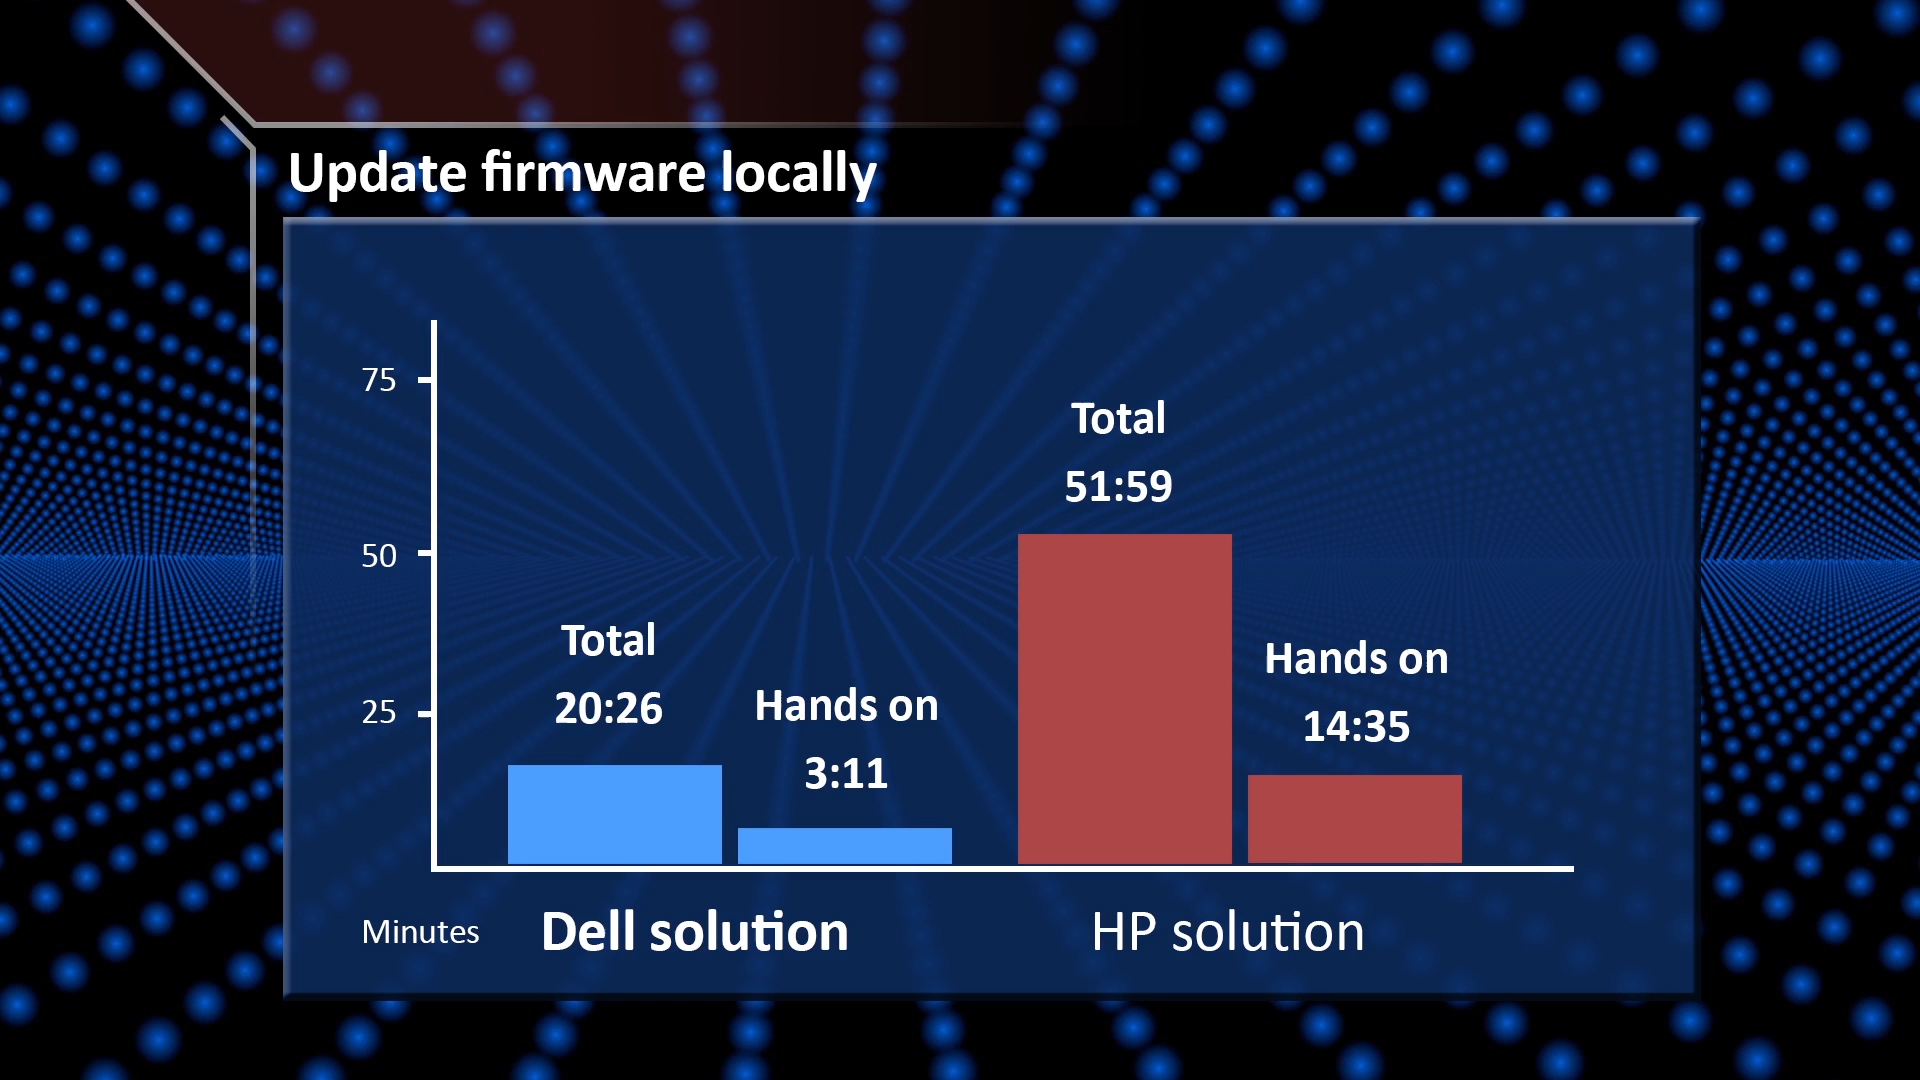 Update firmware locally
75
50
25
Total
20:26
Hands on
3:11
Total
51:59
Hands on
14:35
Minutes
Dell solution
HP solution